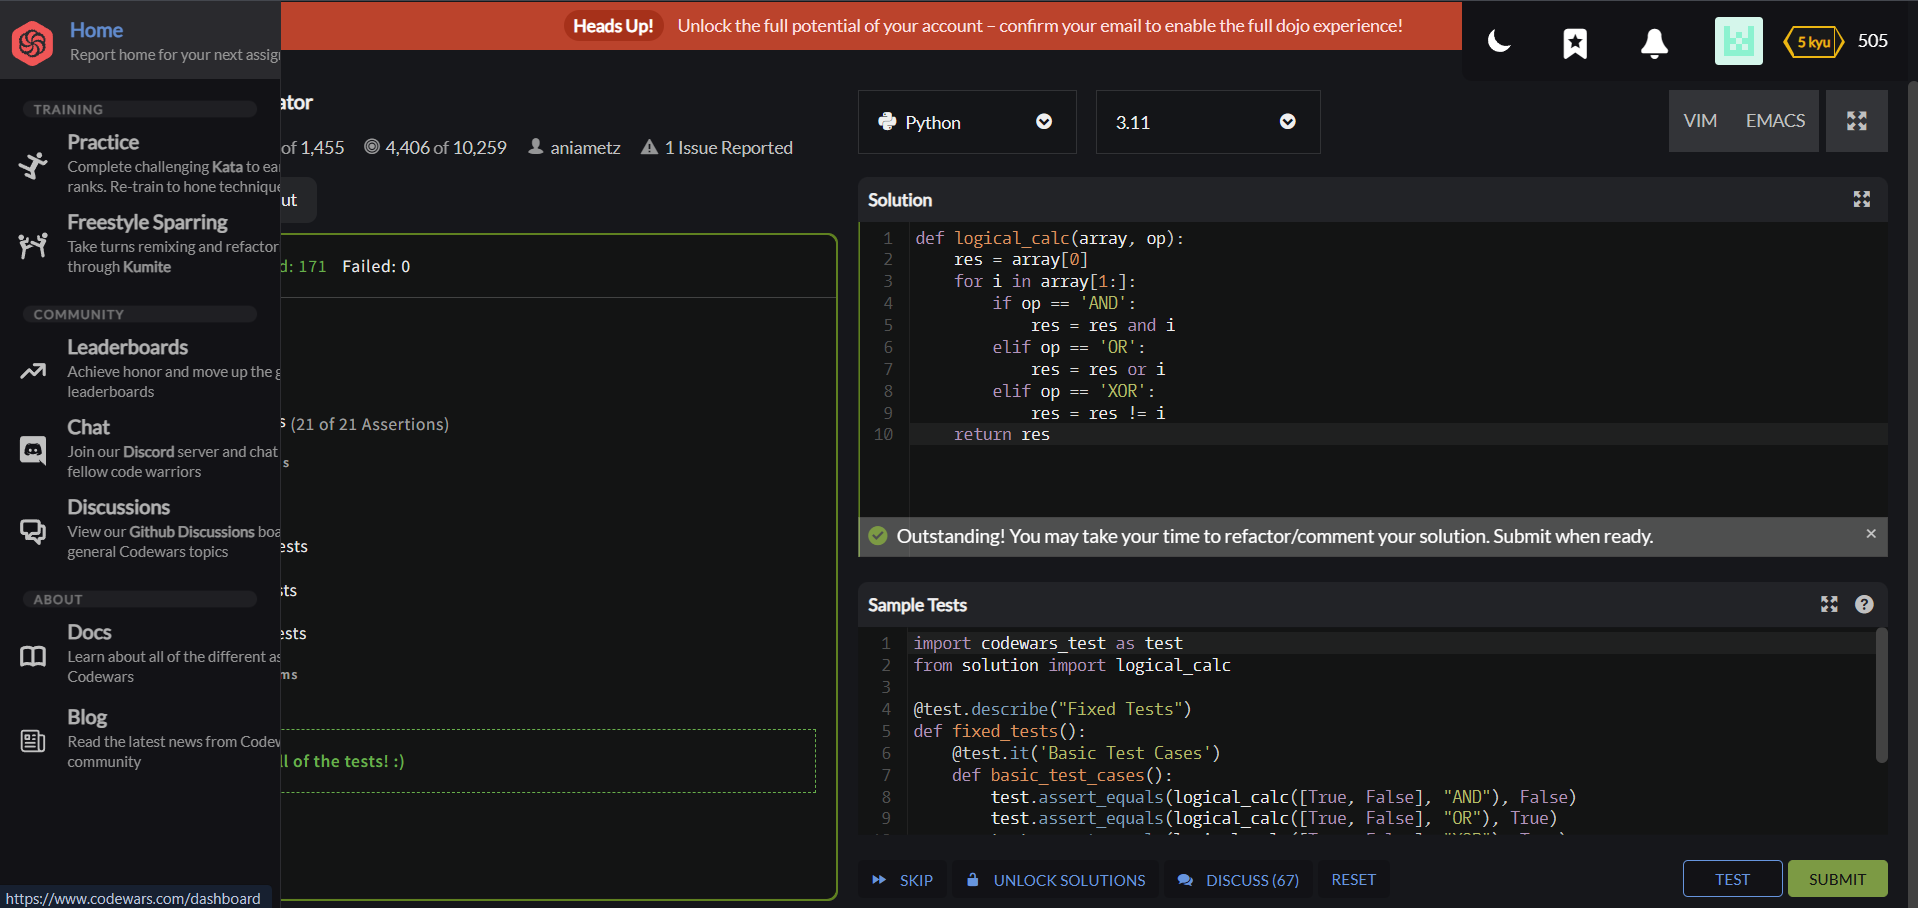 Home
Report home for your next assig
TRAINING
Practice
Complete challenging Kata to ea
ranks. Re-train to hone technique
Freestyle Sparring
Take turns remixing and refactor
through Kumite
COMMUNITY
Leaderboards
Achieve honor and move up the g
leaderboards
Chat
Join our Discord server and chat
fellow code warriors
Discussions
View our Github Discussions boa
general Codewars topics
ABOUT
Docs
Learn about all of the different as
Codewars
Blog
Read the latest news from Codew
community
https://www.codewars.com/dashboard
Heads Up! Unlock the full potential of your account – confirm your email to enable the full dojo experience!
5 kyu 505
ator
of 1,455 4,406 of 10,259 aniametz 1 Issue Reported
ut
d: 171 Failed: 0
s (21 of 21 Assertions)
s
ests
sts
ests
ms
ll of the tests! :)
Python 3.11 VIM EMACS
Solution
1 def logical_calc(array, op):
2 res = array[0]
3 for i in array[1:]:
4 if op == 'AND':
5 res = res and i
6 elif op == 'OR':
7 res = res or i
8 elif op == 'XOR':
9 res = res != i
10 return res
Outstanding! You may take your time to refactor/comment your solution. Submit when ready. ×
Sample Tests ?
1 import codewars_test as test
2 from solution import logical_calc
3
4 @test.describe("Fixed Tests")
5 def fixed_tests():
6 @test.it('Basic Test Cases')
7 def basic_test_cases():
8 test.assert_equals(logical_calc([True, False], "AND"), False)
9 test.assert_equals(logical_calc([True, False], "OR"), True)
SKIP UNLOCK SOLUTIONS DISCUSS (67) RESET TEST SUBMIT